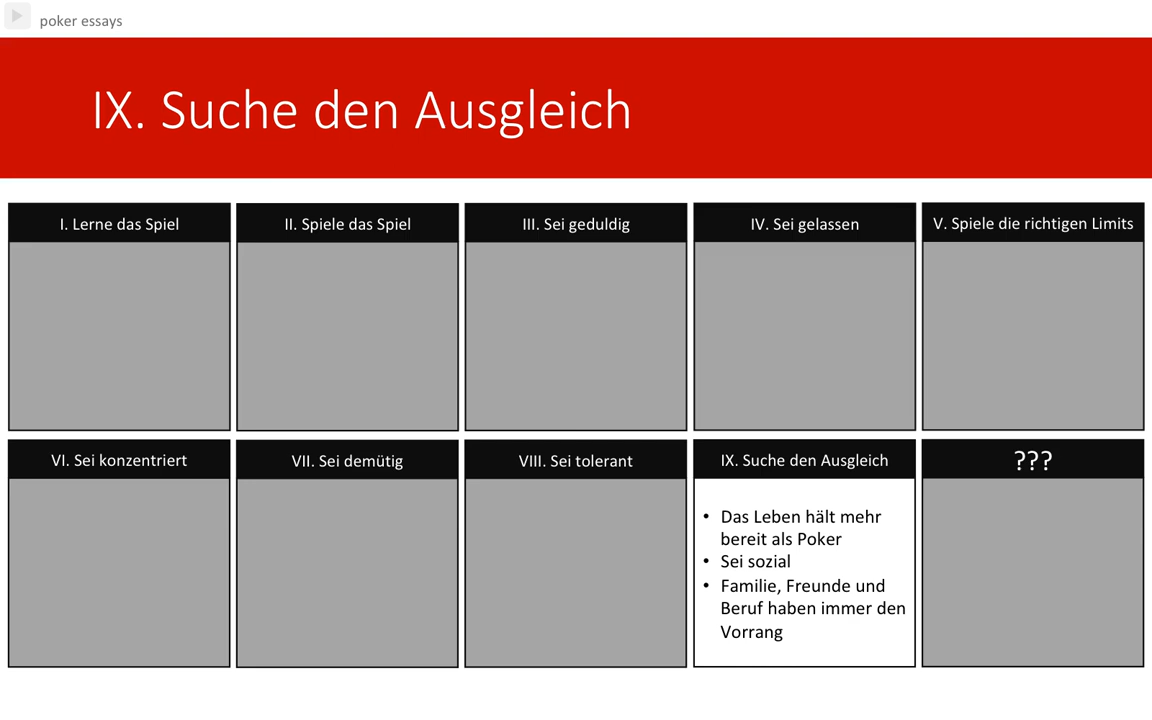 poker essays
IX. Suche den Ausgleich
I. Lerne das Spiel
II. Spiele das Spiel
III. Sei geduldig
IV. Sei gelassen
V. Spiele die richtigen Limits
VI. Sei konzentriert
VII. Sei demütig
VIII. Sei tolerant
IX. Suche den Ausgleich
???
• Das Leben hält mehr
bereit als Poker
• Sei sozial
• Familie, Freunde und
Beruf haben immer den
Vorrang